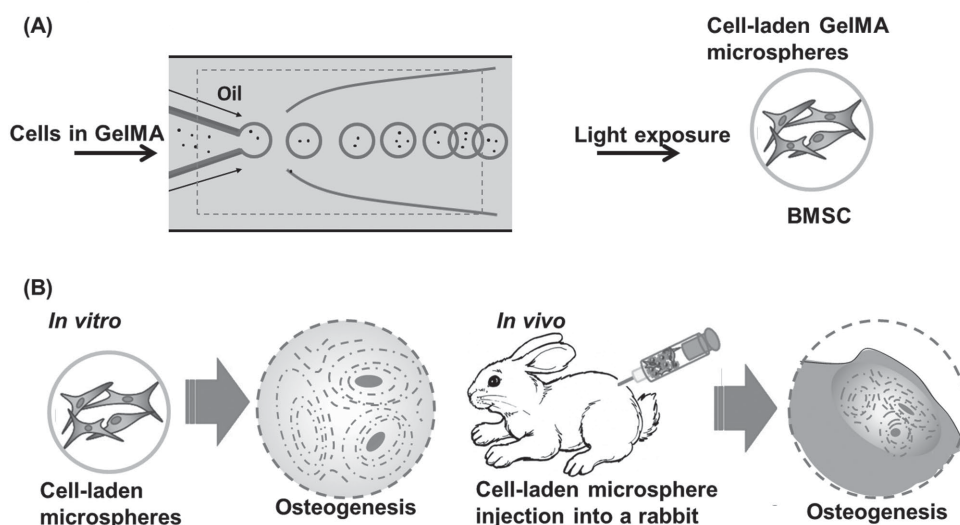 (A)
Cells in GelMA
Oil
Light exposure
Cell-laden GelMA
microspheres
BMSC
(B)
In vitro
Cell-laden
microspheres
Osteogenesis
In vivo
Cell-laden microsphere
injection into a rabbit
Osteogenesis